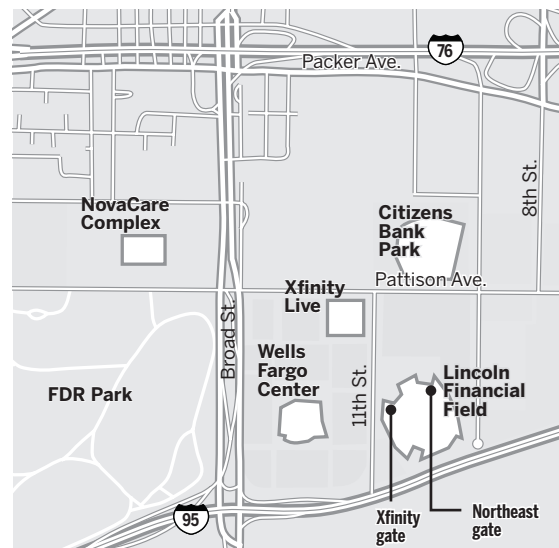 76
Packer Ave.
8th St.
NovaCare
Complex
Citizens
Bank
Park
Pattison Ave.
Xfinity
Live
Broad St.
Wells
Fargo
Center
11th St.
Lincoln
Financial
Field
FDR Park
95
Xfinity
gate
Northeast
gate